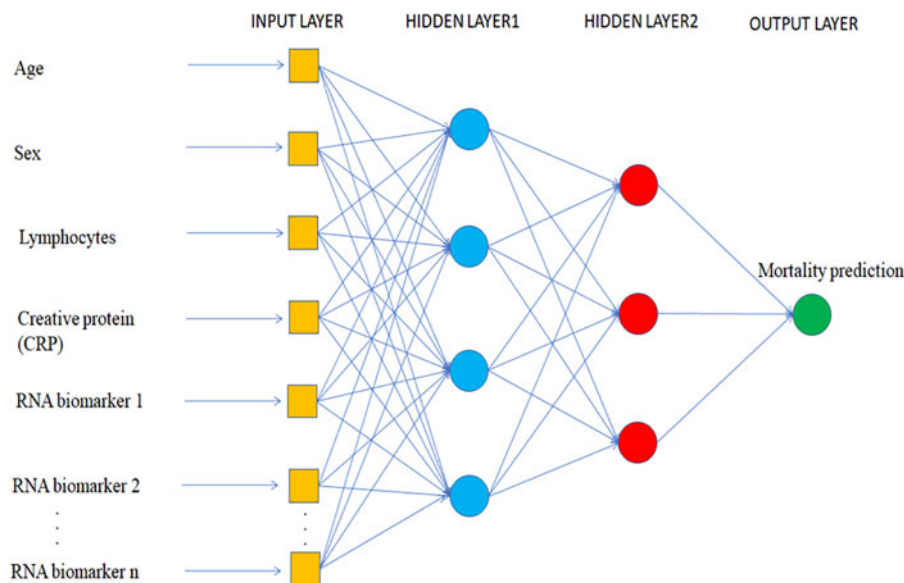 INPUT LAYER
HIDDEN LAYER1
HIDDEN LAYER2
OUTPUT LAYER
Age
Sex
Lymphocytes
Creative protein
(CRP)
RNA biomarker 1
RNA biomarker 2
RNA biomarker n
Mortality prediction